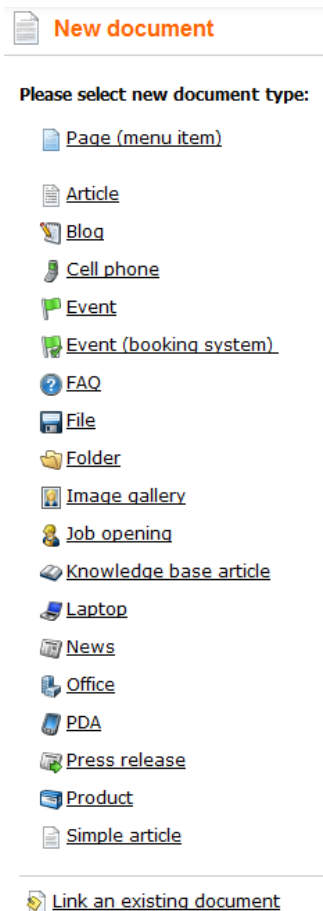 New document
Please select new document type:
Page (menu item)
Article
Blog
Cell phone
Event
Event (booking system)
FAQ
File
Folder
Image gallery
Job opening
Knowledge base article
Laptop
News
Office
PDA
Press release
Product
Simple article
Link an existing document